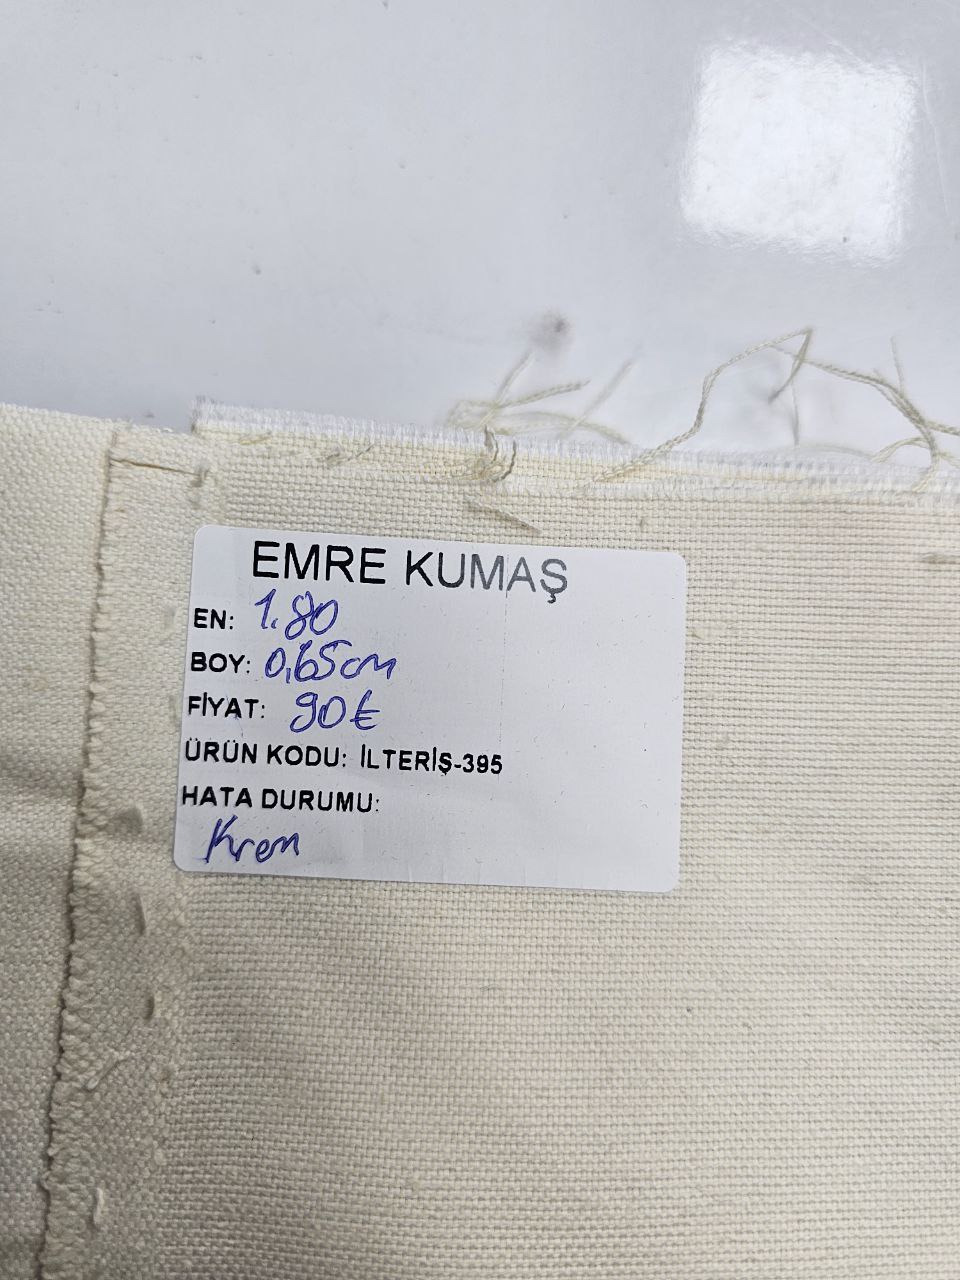 EMRE KUMAŞ
EN: 1.80
BOY: 0,65cm
FİYAT: 90₺
ÜRÜN KODU: İLTERİŞ-395
HATA DURUMU:
Krem